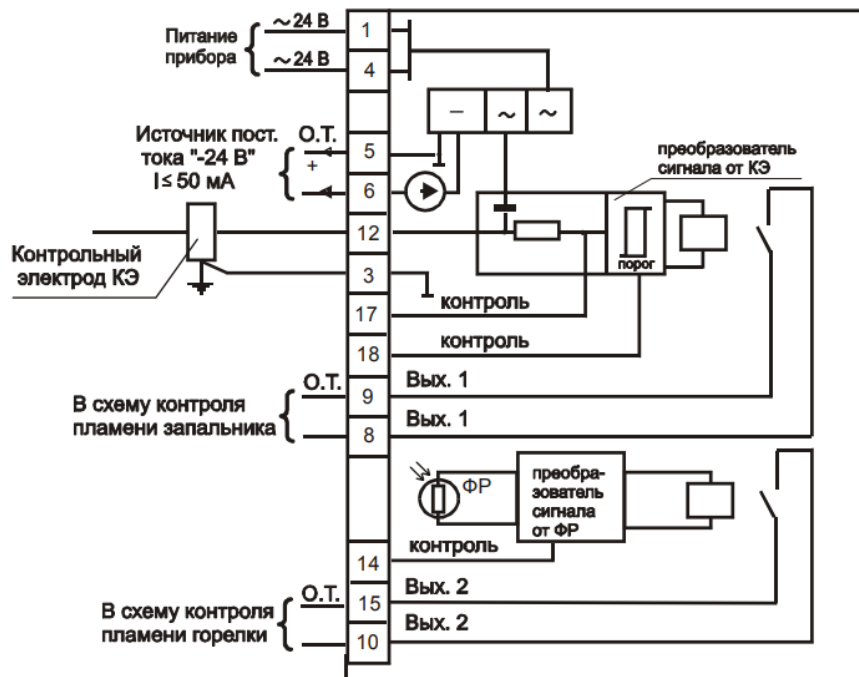 Питание
прибора
~24 В
1
~24 В
4
Источник пост.
тока "-24 В"
I ≤ 50 мА
О.Т.
+
5
6
–
~
~
преобразователь
сигнала от КЭ
порог
Контрольный
электрод КЭ
12
3
контроль
17
контроль
18
В схему контроля
пламени запальника
О.Т.
9
Вых. 1
8
Вых. 1
ФР
преобра-
зователь
сигнала
от ФР
контроль
14
В схему контроля
пламени горелки
О.Т.
15
Вых. 2
10
Вых. 2